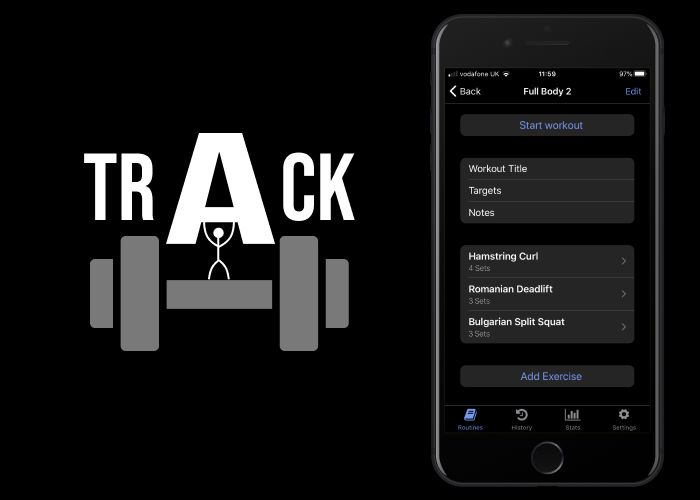 TRACK
vodafone UK 11:59 97%
Back Full Body 2 Edit
Start workout
Workout Title
Targets
Notes
Hamstring Curl
4 Sets
Romanian Deadlift
3 Sets
Bulgarian Split Squat
3 Sets
Add Exercise
Routines History Stats Settings